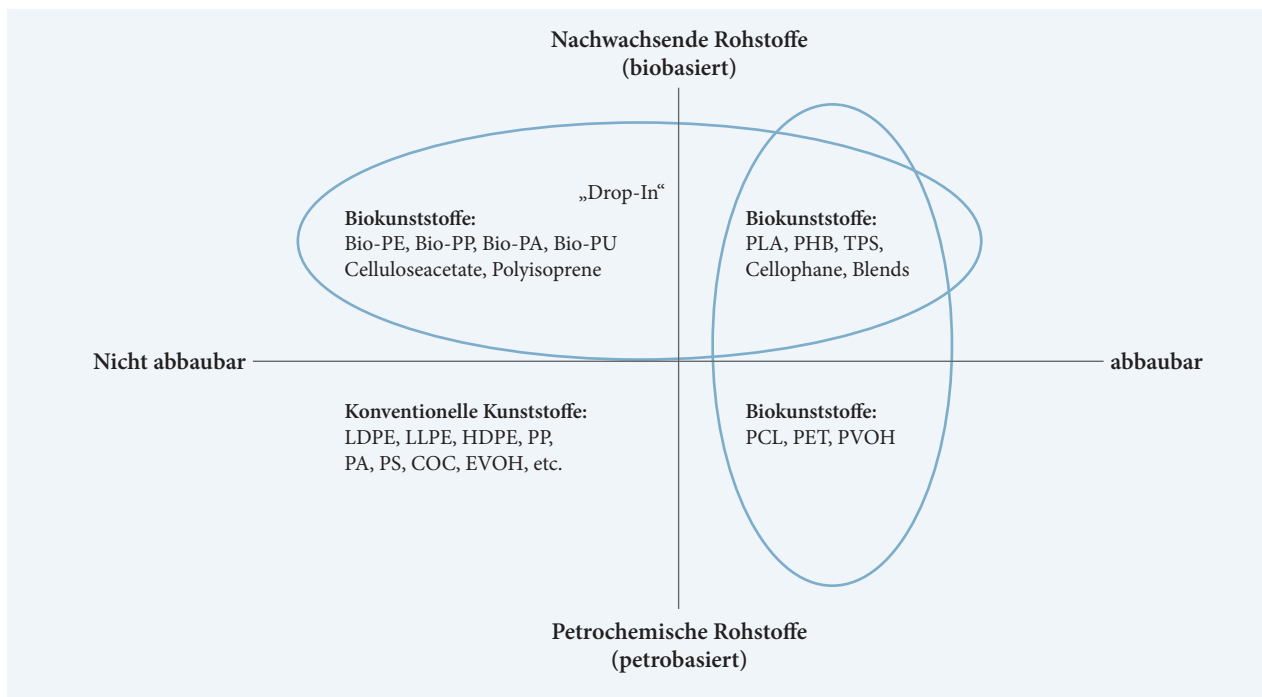 Nachwachsende Rohstoffe
(biobasiert)
„Drop-In“
Biokunststoffe:
Bio-PE, Bio-PP, Bio-PA, Bio-PU
Celluloseacetate, Polyisoprene
Biokunststoffe:
PLA, PHB, TPS,
Cellophane, Blends
Nicht abbaubar
abbaubar
Konventionelle Kunststoffe:
LDPE, LLPE, HDPE, PP,
PA, PS, COC, EVOH, etc.
Biokunststoffe:
PCL, PET, PVOH
Petrochemische Rohstoffe
(petrobasiert)